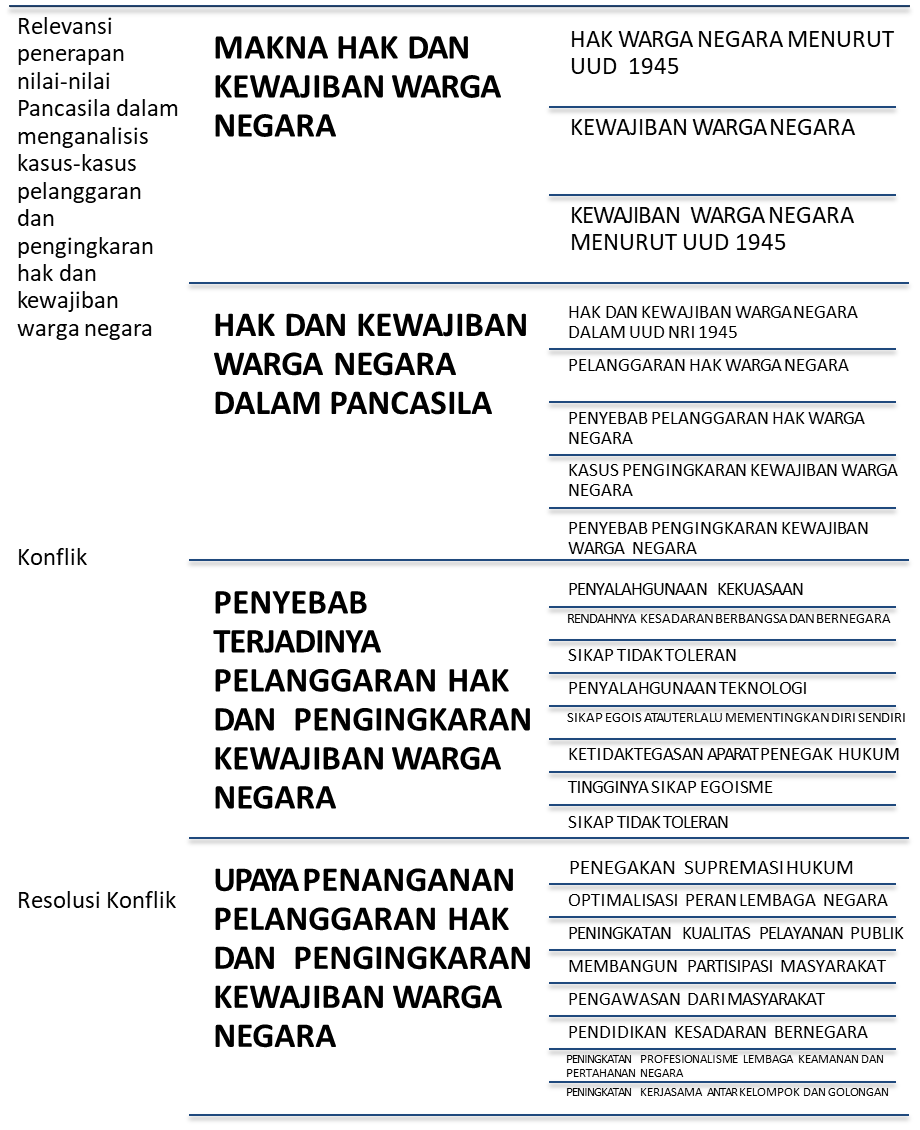 Relevansi
penerapan
nilai-nilai
Pancasila dalam
menganalisis
kasus-kasus
pelanggaran
dan
pengingkaran
hak dan
kewajiban
warga negara
MAKNA HAK DAN
KEWAJIBAN WARGA
NEGARA
HAK WARGA NEGARA MENURUT
UUD 1945
KEWAJIBAN WARGA NEGARA
KEWAJIBAN WARGA NEGARA
MENURUT UUD 1945
HAK DAN KEWAJIBAN
WARGA NEGARA
DALAM PANCASILA
HAK DAN KEWAJIBAN WARGA NEGARA
DALAM UUD NRI 1945
PELANGGARAN HAK WARGA NEGARA
PENYEBAB PELANGGARAN HAK WARGA
NEGARA
KASUS PENGINGKARAN KEWAJIBAN WARGA
NEGARA
PENYEBAB PENGINGKARAN KEWAJIBAN
WARGA NEGARA
Konflik
PENYEBAB
TERJADINYA
PELANGGARAN HAK
DAN PENGINGKARAN
KEWAJIBAN WARGA
NEGARA
PENYALAHGUNAAN KEKUASAAN
RENDAHNYA KESADARAN BERBANGSA DAN BERNEGARA
SIKAP TIDAK TOLERAN
PENYALAHGUNAAN TEKNOLOGI
SIKAP EGOIS ATAU TERLALU MEMENTINGKAN DIRI SENDIRI
KETIDAKTEGASAN APARAT PENEGAK HUKUM
TINGGINYA SIKAP EGOISME
SIKAP TIDAK TOLERAN
Resolusi Konflik
UPAYA PENANGANAN
PELANGGARAN HAK
DAN PENGINGKARAN
KEWAJIBAN WARGA
NEGARA
PENEGAKAN SUPREMASI HUKUM
OPTIMALISASI PERAN LEMBAGA NEGARA
PENINGKATAN KUALITAS PELAYANAN PUBLIK
MEMBANGUN PARTISIPASI MASYARAKAT
PENGAWASAN DARI MASYARAKAT
PENDIDIKAN KESADARAN BERNEGARA
PENINGKATAN PROFESIONALISME LEMBAGA KEAMANAN DAN
PERTAHANAN NEGARA
PENINGKATAN KERJASAMA ANTAR KELOMPOK DAN GOLONGAN